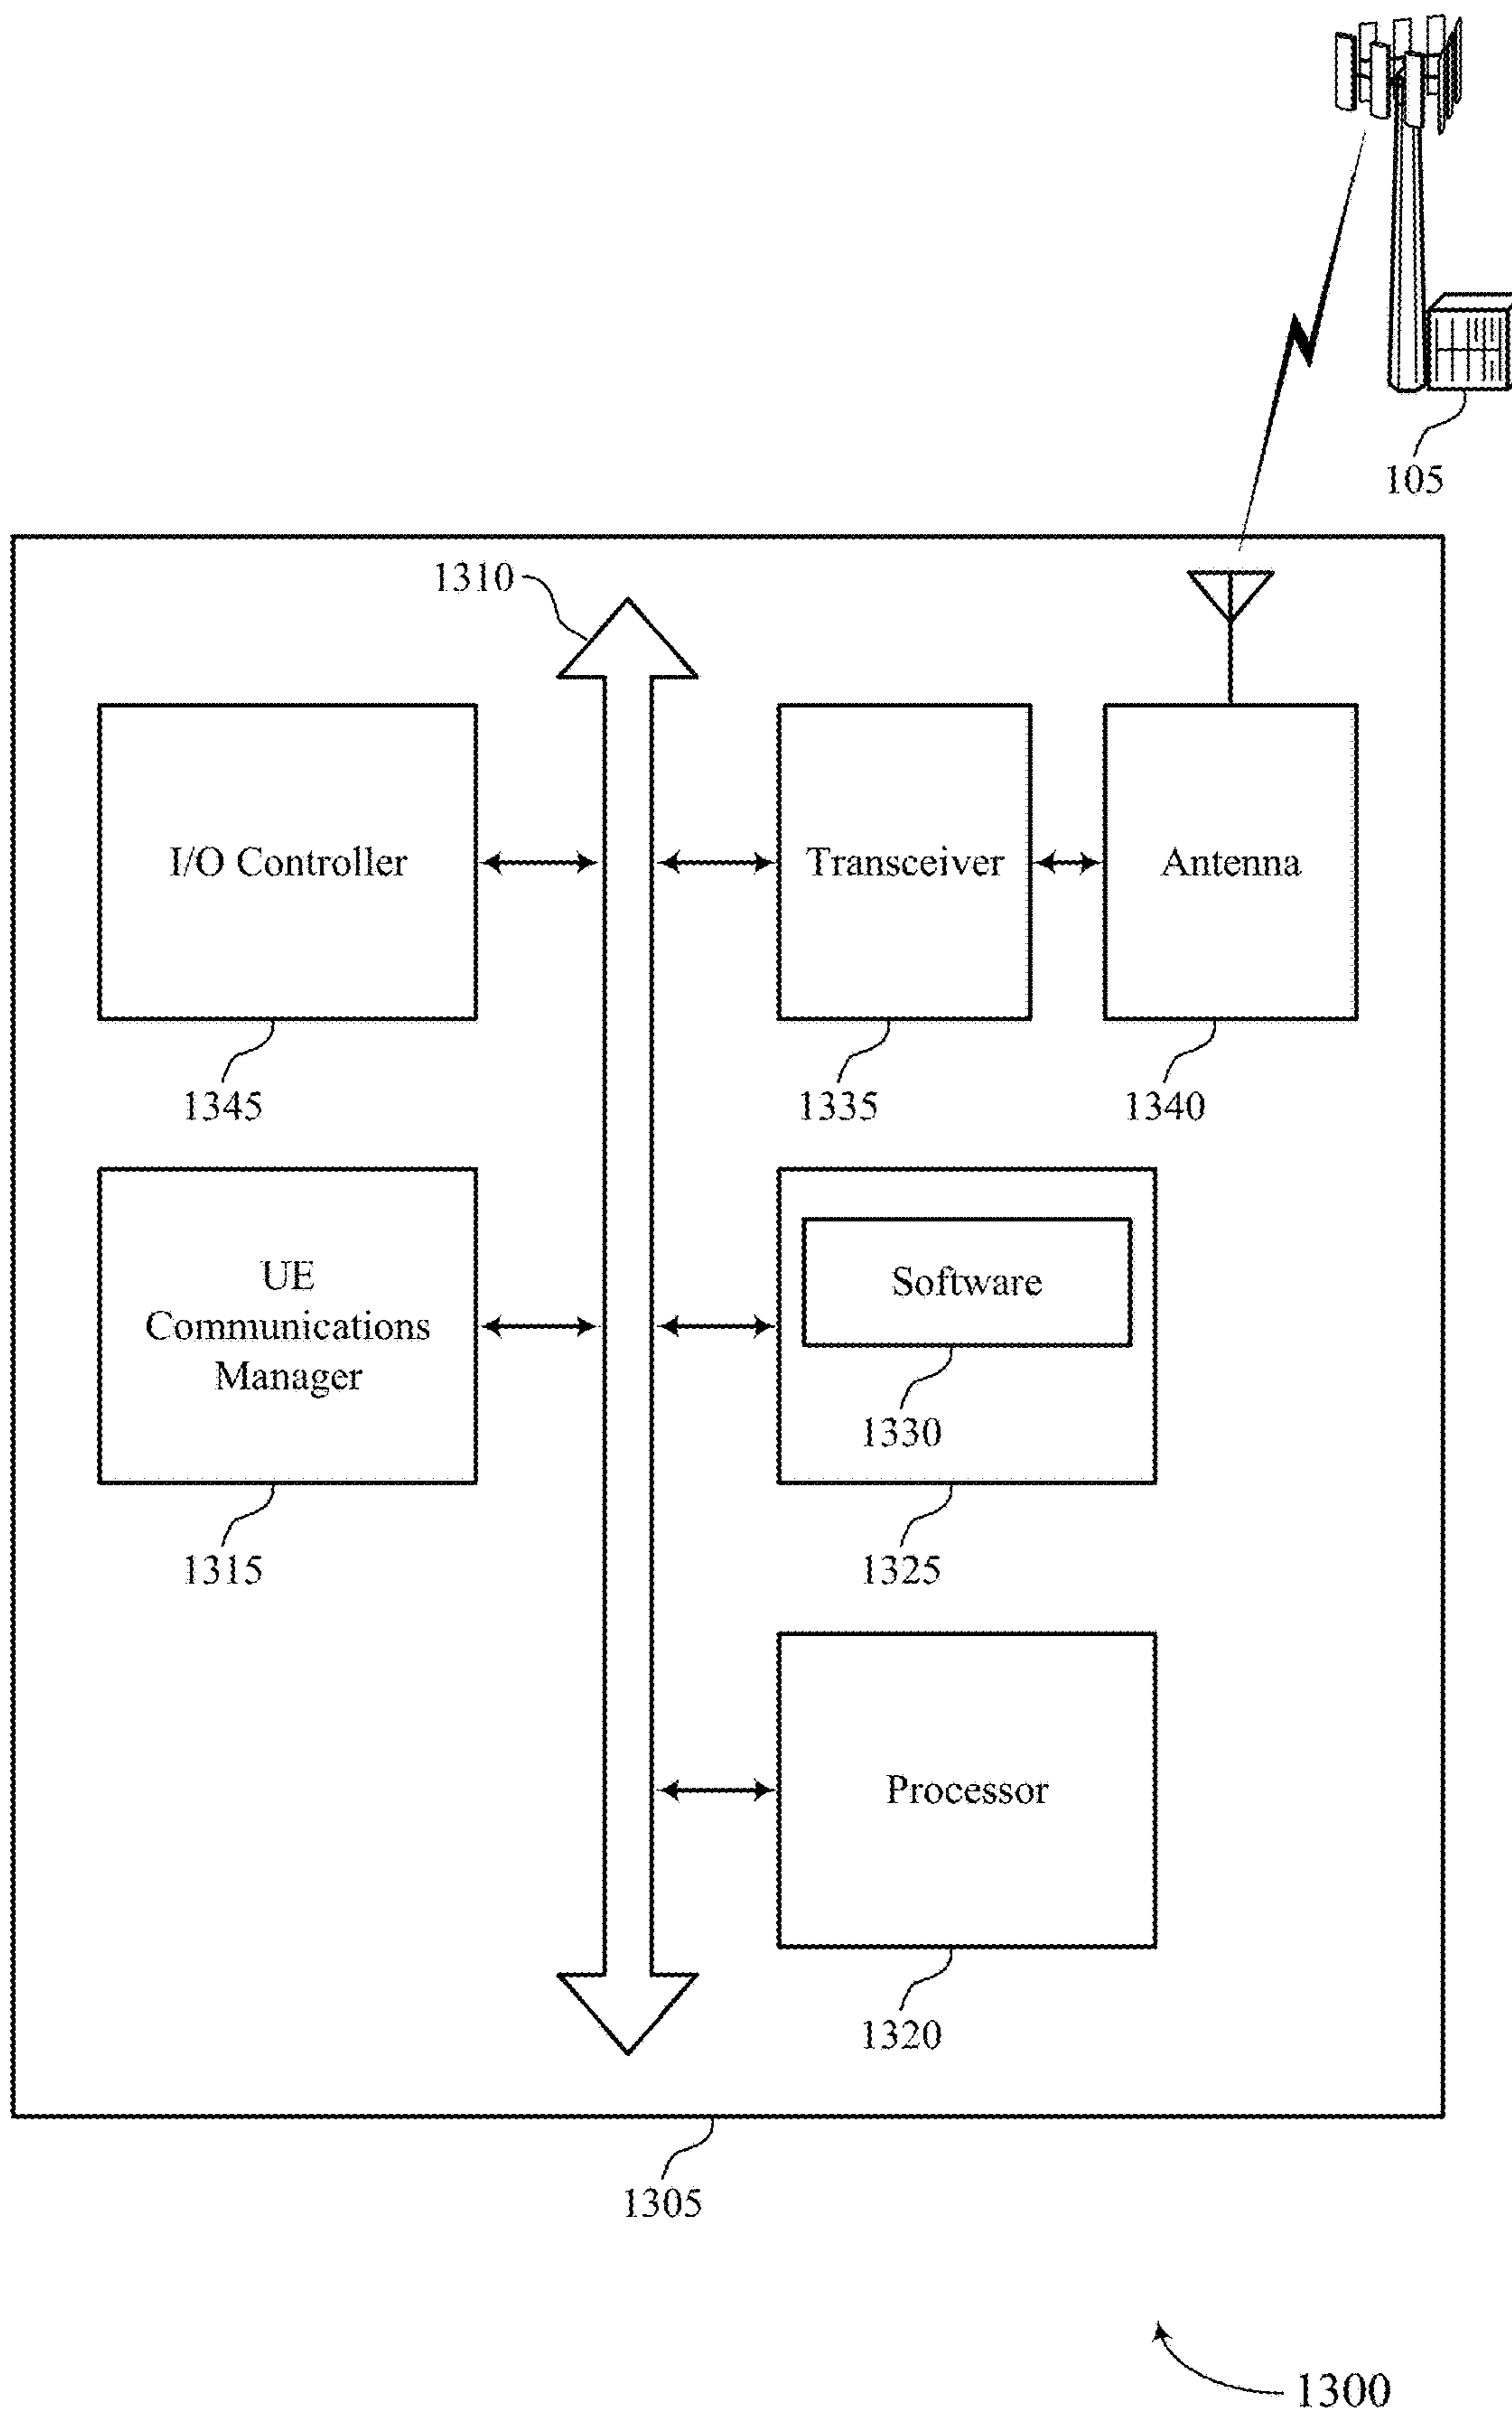 105
1310
I/O Controller
Transceiver
Antenna
1345
1335
1340
UE
Communications
Manager
Software
1330
1315
1325
Processor
1320
1305
1300